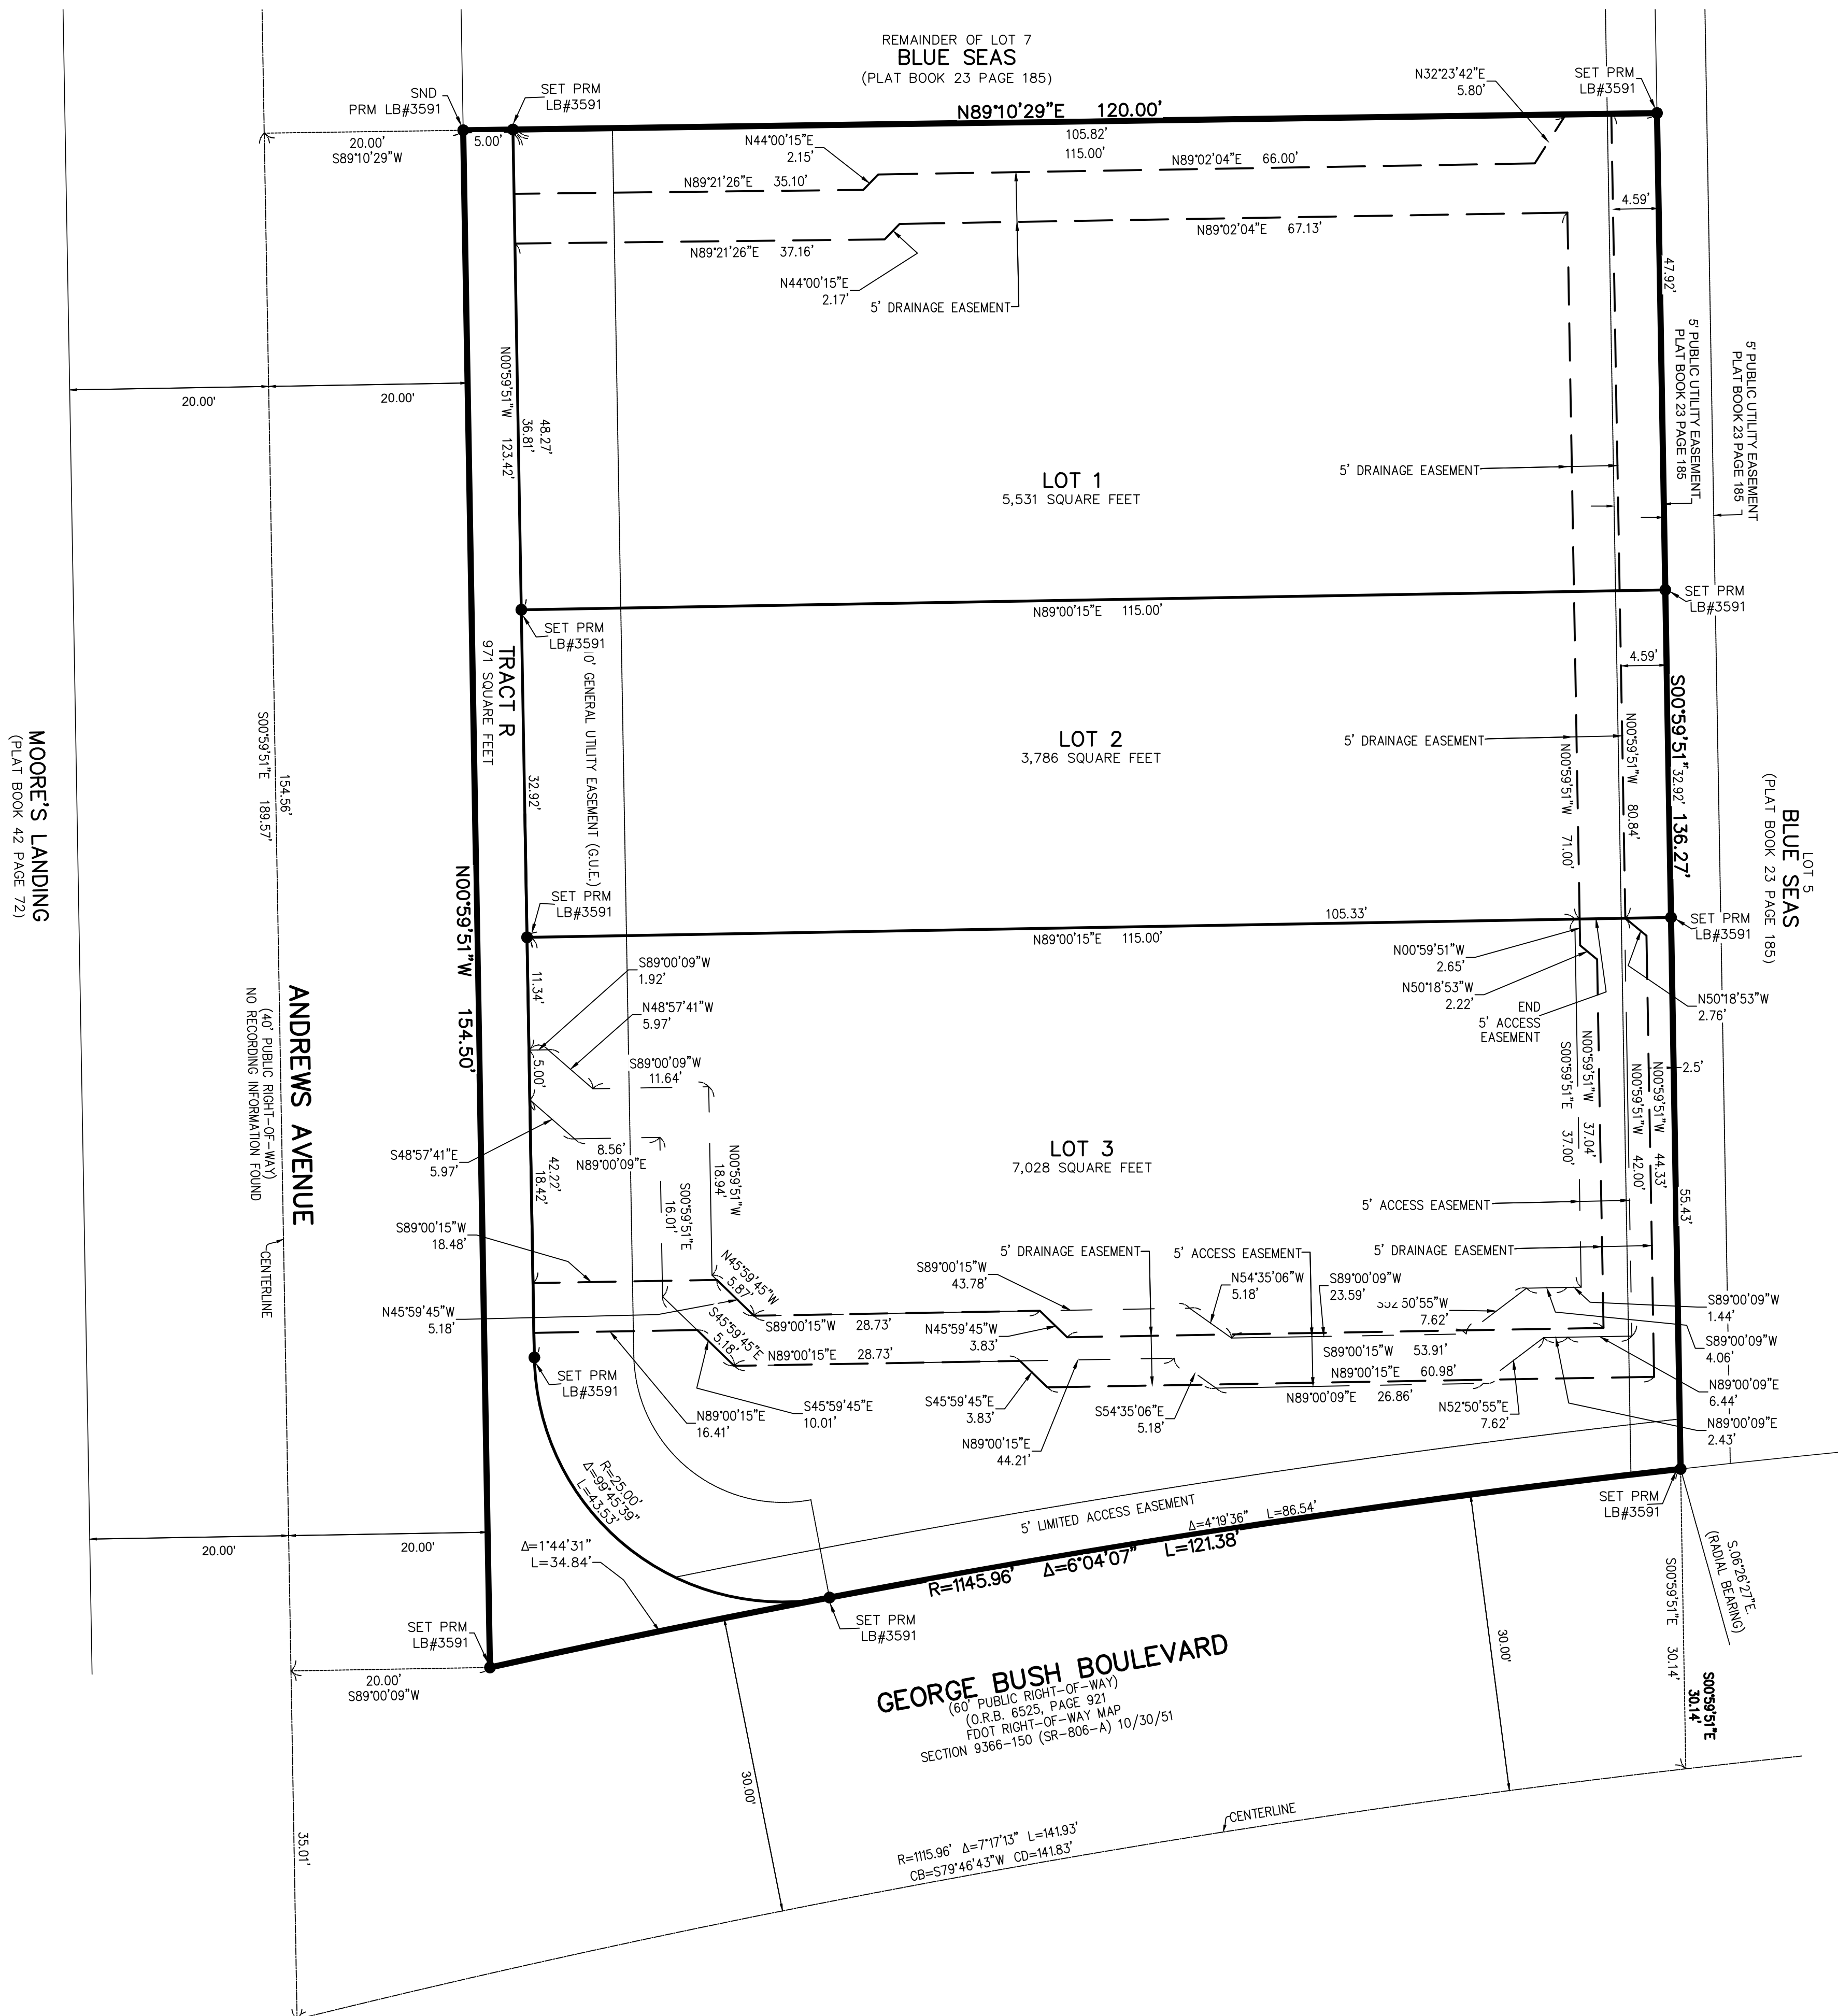 REMAINDER OF LOT 7
BLUE SEAS
(PLAT BOOK 23 PAGE 185)
SND
PRM LB#3591
SET PRM
LB#3591
N32°23'42"E
5.80'
SET PRM
LB#3591
N89°10'29"E 120.00'
20.00'
S89°10'29"W
5.00'
105.82'
115.00'
N44°00'15"E
2.15'
N89°02'04"E 66.00'
N89°21'26"E 35.10'
4.59'
N89°02'04"E 67.13'
N89°21'26"E 37.16'
N44°00'15"E
2.17'
5' DRAINAGE EASEMENT
47.92'
5' PUBLIC UTILITY EASEMENT
PLAT BOOK 23 PAGE 185
5' PUBLIC UTILITY EASEMENT
PLAT BOOK 23 PAGE 185
20.00'
20.00'
N00°59'51"W 123.42'
48.27'
36.81'
LOT 1
5,531 SQUARE FEET
5' DRAINAGE EASEMENT
SET PRM
LB#3591
N89°00'15"E 115.00'
SET PRM
LB#3591
TRACT R
971 SQUARE FEET
0' GENERAL UTILITY EASEMENT (G.U.E.)
4.59'
S00°59'51"
32.92'
136.27'
LOT 2
3,786 SQUARE FEET
5' DRAINAGE EASEMENT
N00°59'51"W 80.84'
N00°59'51"W 71.00'
MOORE'S LANDING
(PLAT BOOK 42 PAGE 72)
S00°59'51"E 189.57'
154.56'
32.92'
LOT 5
BLUE SEAS
(PLAT BOOK 23 PAGE 185)
N00°59'51"W 154.50'
SET PRM
LB#3591
105.33'
N89°00'15"E 115.00'
SET PRM
LB#3591
N00°59'51"W
2.65'
N50°18'53"W
2.22'
END
5' ACCESS
EASEMENT
N50°18'53"W
2.76'
ANDREWS AVENUE
(40' PUBLIC RIGHT-OF-WAY)
NO RECORDING INFORMATION FOUND
CENTERLINE
11.34'
S89°00'09"W
1.92'
N48°57'41"W
5.97'
S89°00'09"W
11.64'
5.00'
2.5'
S48°57'41"E
5.97'
8.56'
N89°00'09"E
N00°59'51"W
18.94'
S00°59'51"E
16.01'
42.22'
18.42'
LOT 3
7,028 SQUARE FEET
S00°59'51"E 37.00'
N00°59'51"W 37.04'
N00°59'51"W 42.00'
N00°59'51"W 44.33'
55.43'
5' ACCESS EASEMENT
S89°00'15"W
18.48'
5' DRAINAGE EASEMENT
5' ACCESS EASEMENT
5' DRAINAGE EASEMENT
S89°00'15"W
43.78'
N54°35'06"W
5.18'
S89°00'09"W
23.59'
S52°50'55"W
7.62'
S89°00'09"W
1.44'
N45°59'45"W
5.18'
N45°59'45"W
5.87'
S45°59'45"E
5.18'
S89°00'15"W 28.73'
N45°59'45"W
3.83'
S89°00'15"W 53.91'
S89°00'09"W
4.06'
N89°00'15"E 28.73'
N89°00'15"E 60.98'
N89°00'09"E
6.44'
SET PRM
LB#3591
N89°00'15"E
16.41'
S45°59'45"E
10.01'
S45°59'45"E
3.83'
N89°00'15"E
44.21'
S54°35'06"E
5.18'
N89°00'09"E 26.86'
N52°50'55"E
7.62'
N89°00'09"E
2.43'
R=25.00'
Δ=99°45'39"
L=43.53'
SET PRM
LB#3591
5' LIMITED ACCESS EASEMENT
Δ=4°19'36" L=86.54'
R=1145.96' Δ=6°04'07" L=121.38'
20.00'
20.00'
Δ=1°44'31"
L=34.84'
SET PRM
LB#3591
SET PRM
LB#3591
20.00'
S89°00'09"W
S.06°26'27"E.
(RADIAL BEARING)
S00°59'51"E 30.14'
S00°59'51"E
30.14'
GEORGE BUSH BOULEVARD
(60' PUBLIC RIGHT-OF-WAY)
(O.R.B. 6525, PAGE 921
FDOT RIGHT-OF-WAY MAP
SECTION 9366-150 (SR-806-A) 10/30/51
30.00'
30.00'
35.01'
CENTERLINE
R=1115.96' Δ=7°17'13" L=141.93'
CB=S79°46'43"W CD=141.83'